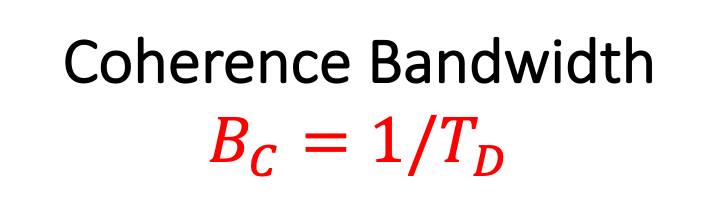 Coherence Bandwidth
B_C = 1/T_D